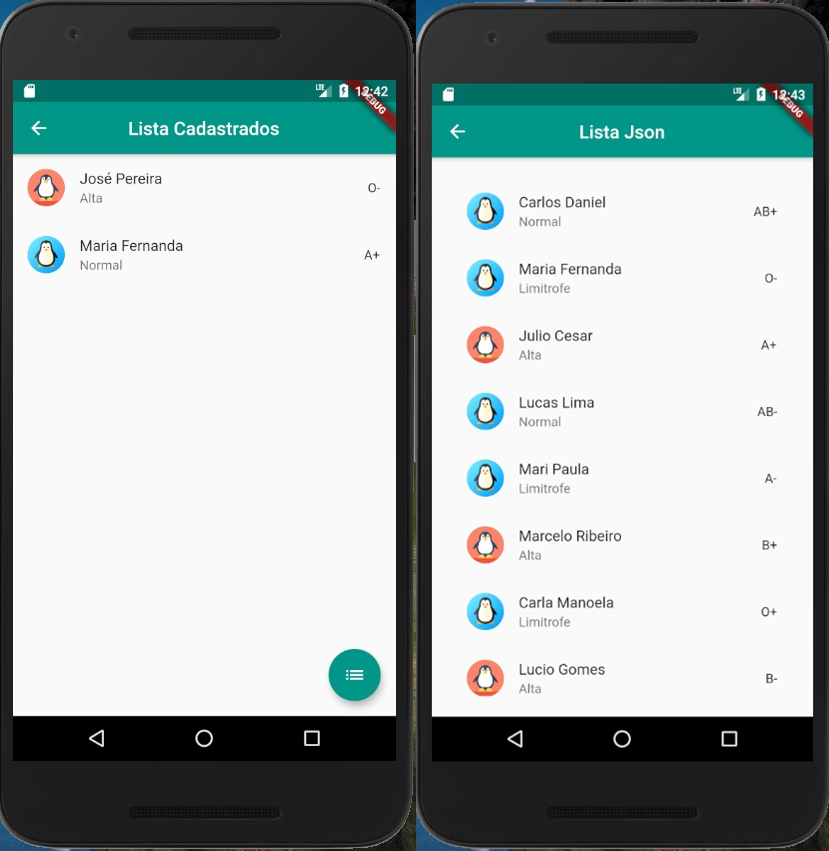 LTE 12:42
DEBUG
Lista Cadastrados
José Pereira
Alta
O-
Maria Fernanda
Normal
A+
LTE 12:43
DEBUG
Lista Json
Carlos Daniel
Normal
AB+
Maria Fernanda
Limitrofe
O-
Julio Cesar
Alta
A+
Lucas Lima
Normal
AB-
Mari Paula
Limitrofe
A-
Marcelo Ribeiro
Alta
B+
Carla Manoela
Limitrofe
O+
Lucio Gomes
Alta
B-